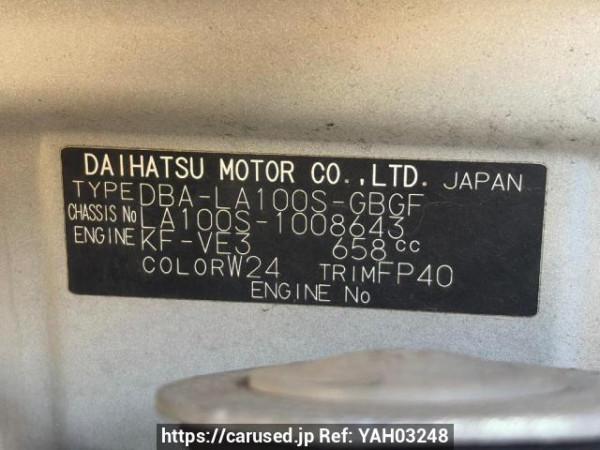 DAIHATSU MOTOR CO.,LTD. JAPAN
TYPE DBA-LA100S-GBGF
CHASSIS No LA100S-1008643
ENGINE KF-VE3 658cc
COLOR W24 TRIM FP40
ENGINE No
https://carused.jp Ref: YAH03248